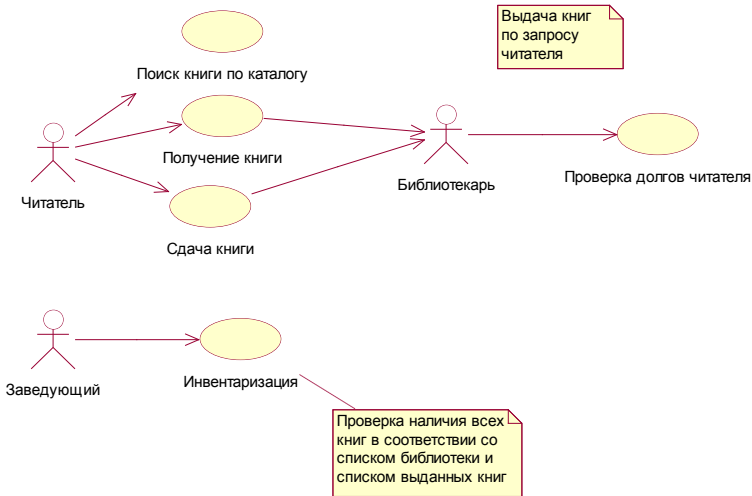 Выдача книг
по запросу
читателя
Поиск книги по каталогу
Получение книги
Читатель
Библиотекарь
Проверка долгов читателя
Сдача книги
Заведующий
Инвентаризация
Проверка наличия всех
книг в соответствии со
списком библиотеки и
списком выданных книг